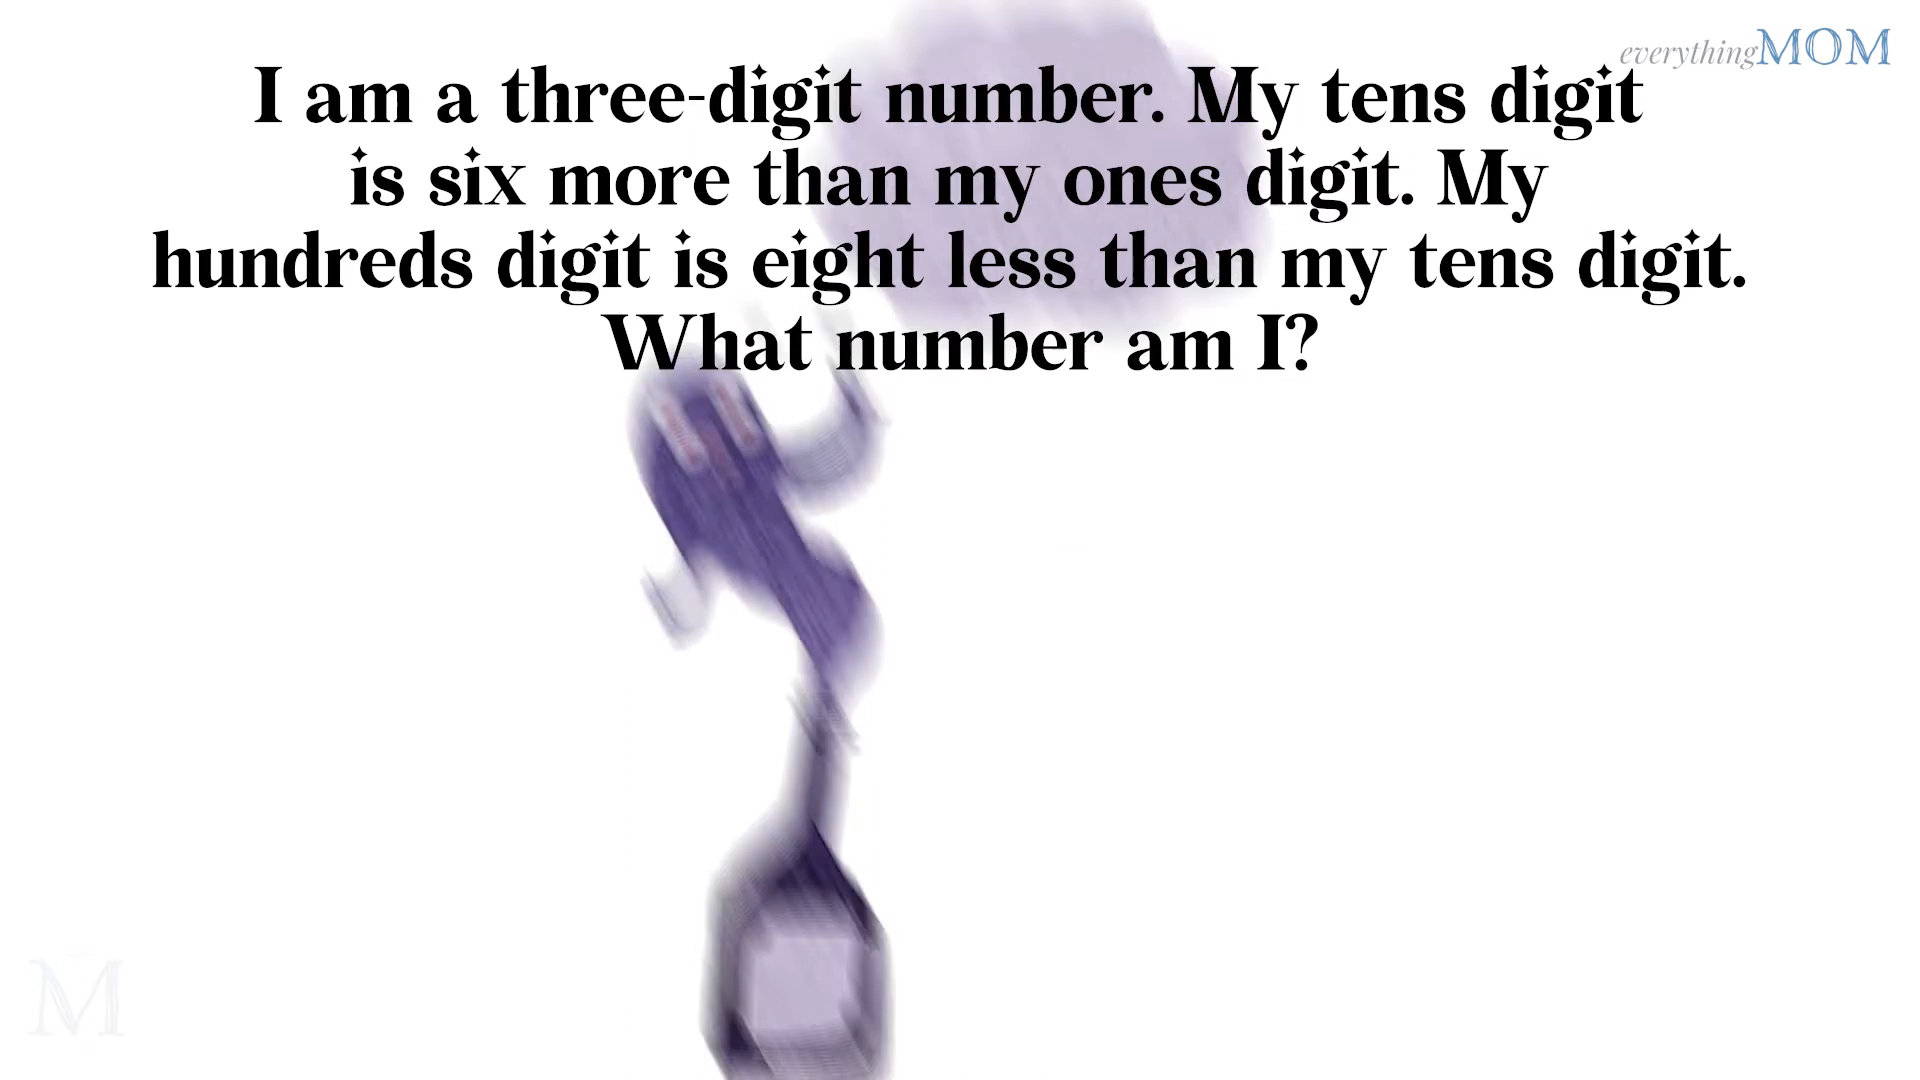 everythingMOM
I am a three-digit number. My tens digit
is six more than my ones digit. My
hundreds digit is eight less than my tens digit.
What number am I?
M